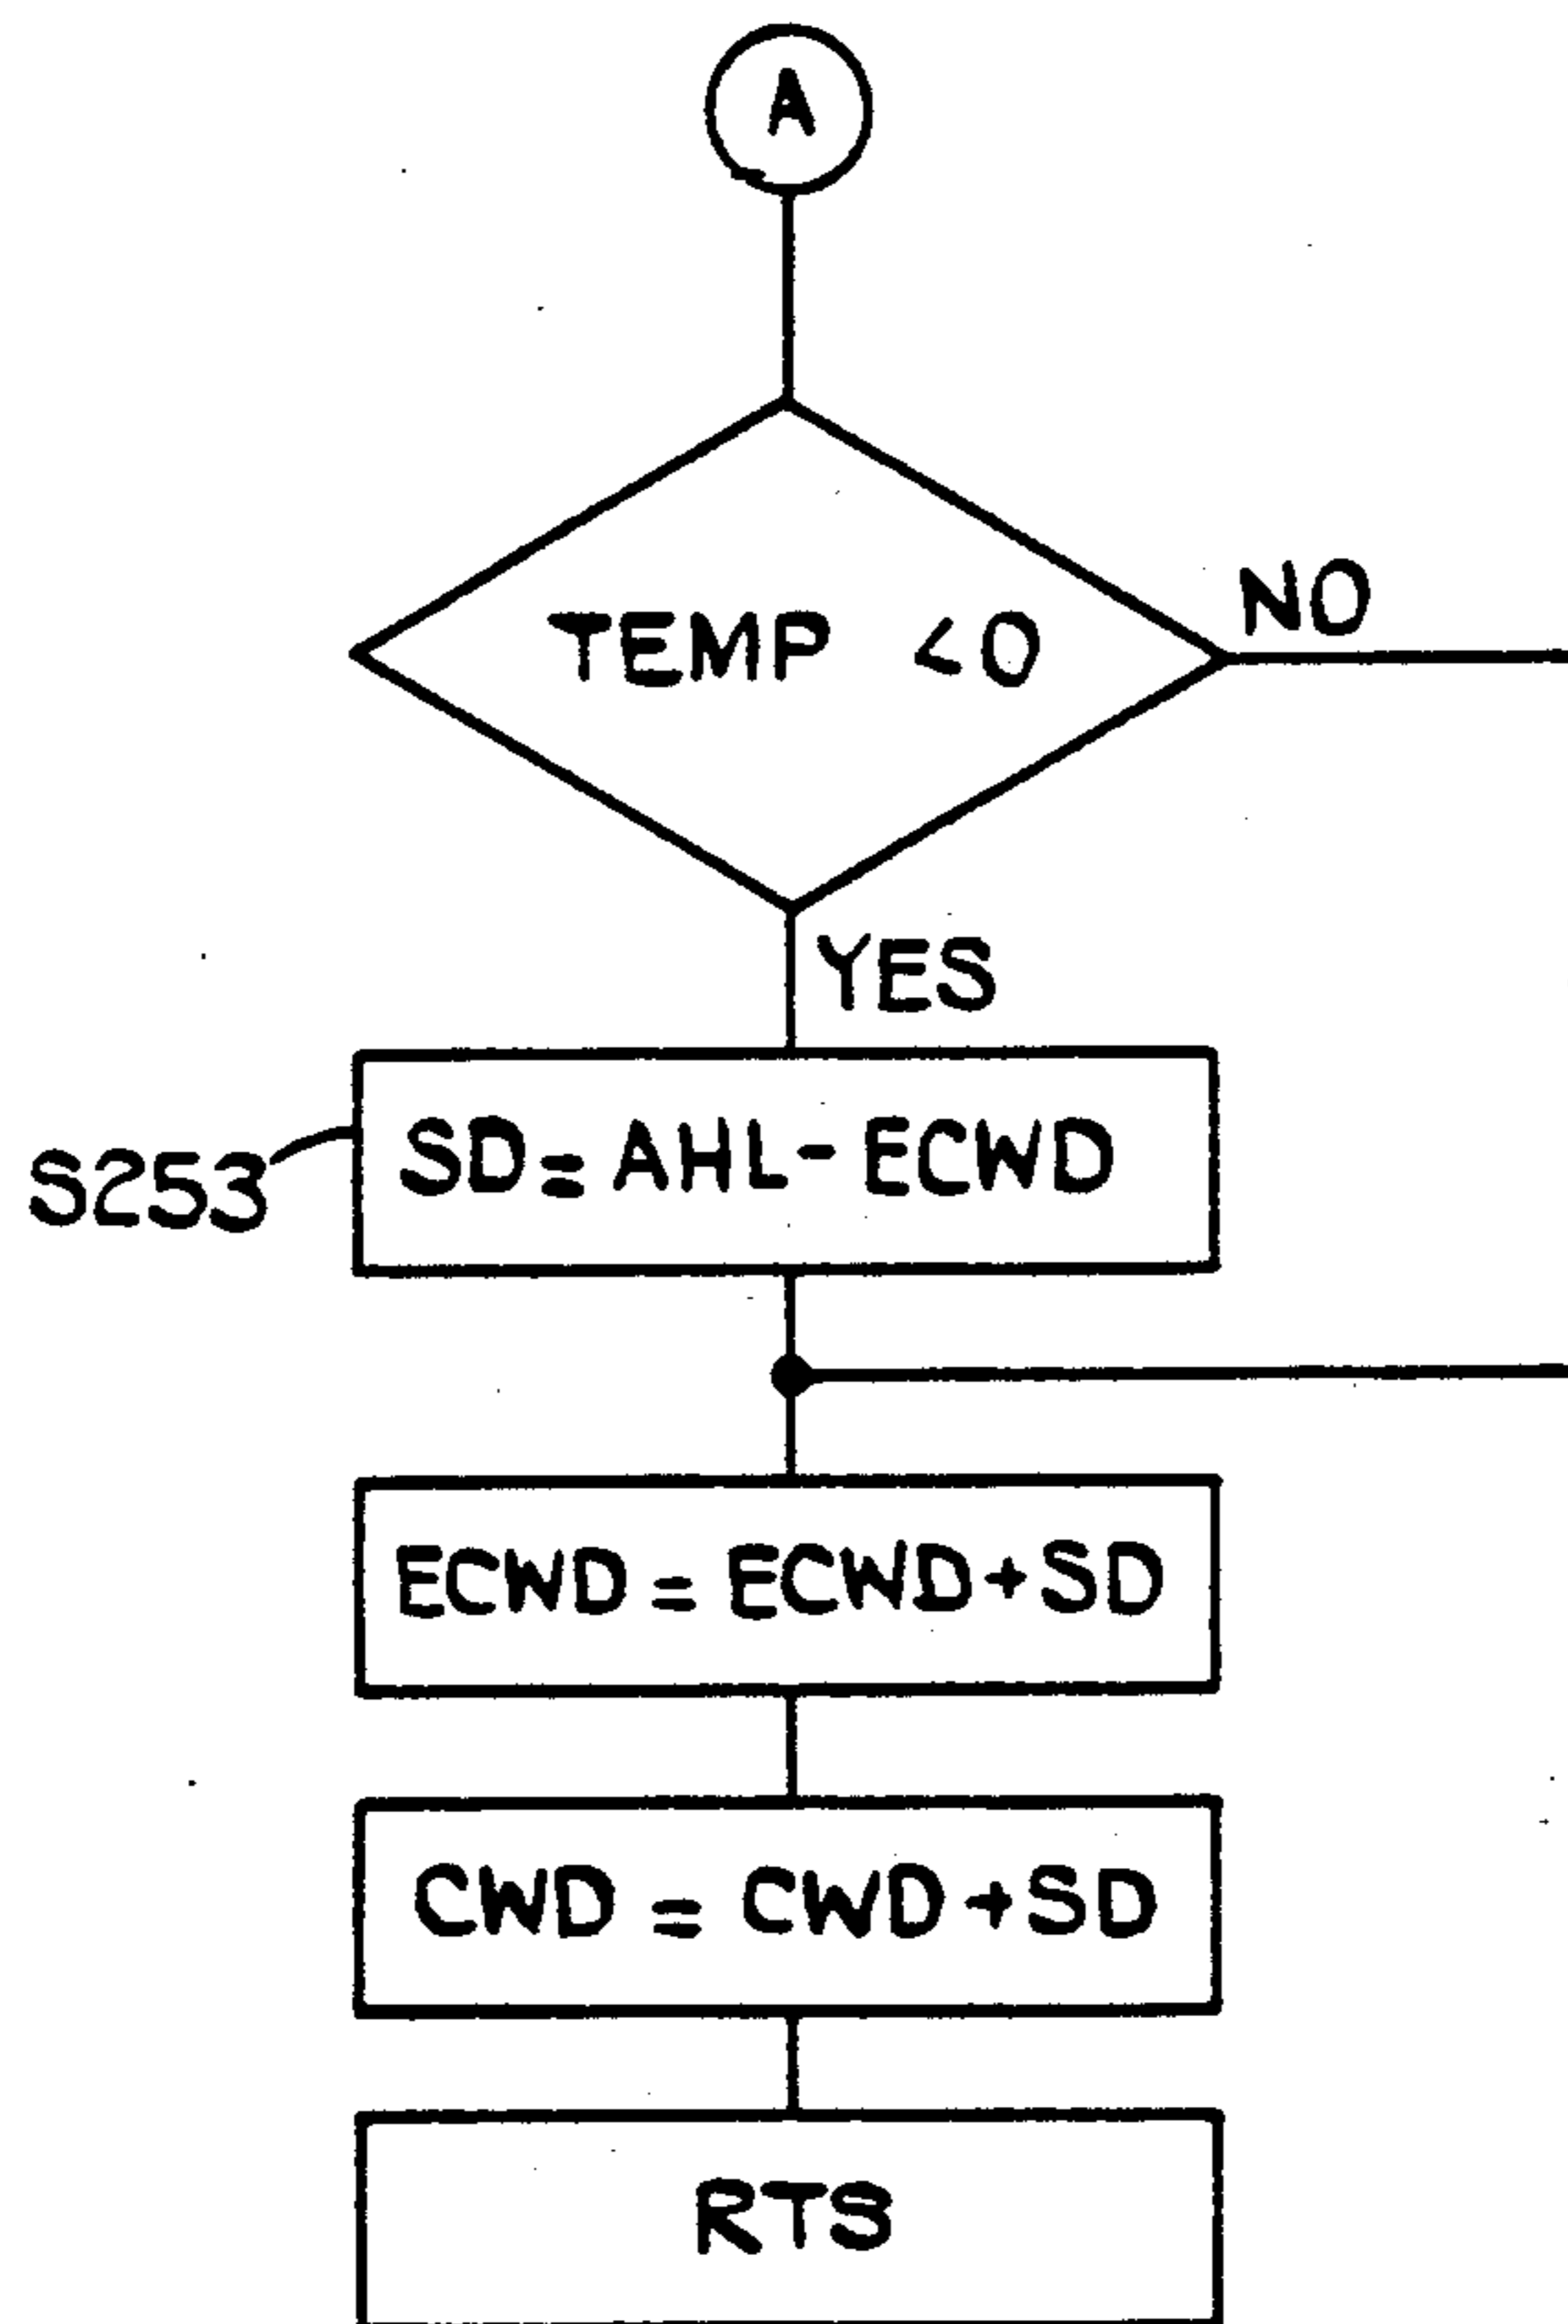 A
TEMP <0
NO
YES
S253
SD=AHL-ECWD
ECWD=ECWD+SD
CWD=CWD+SD
RTS